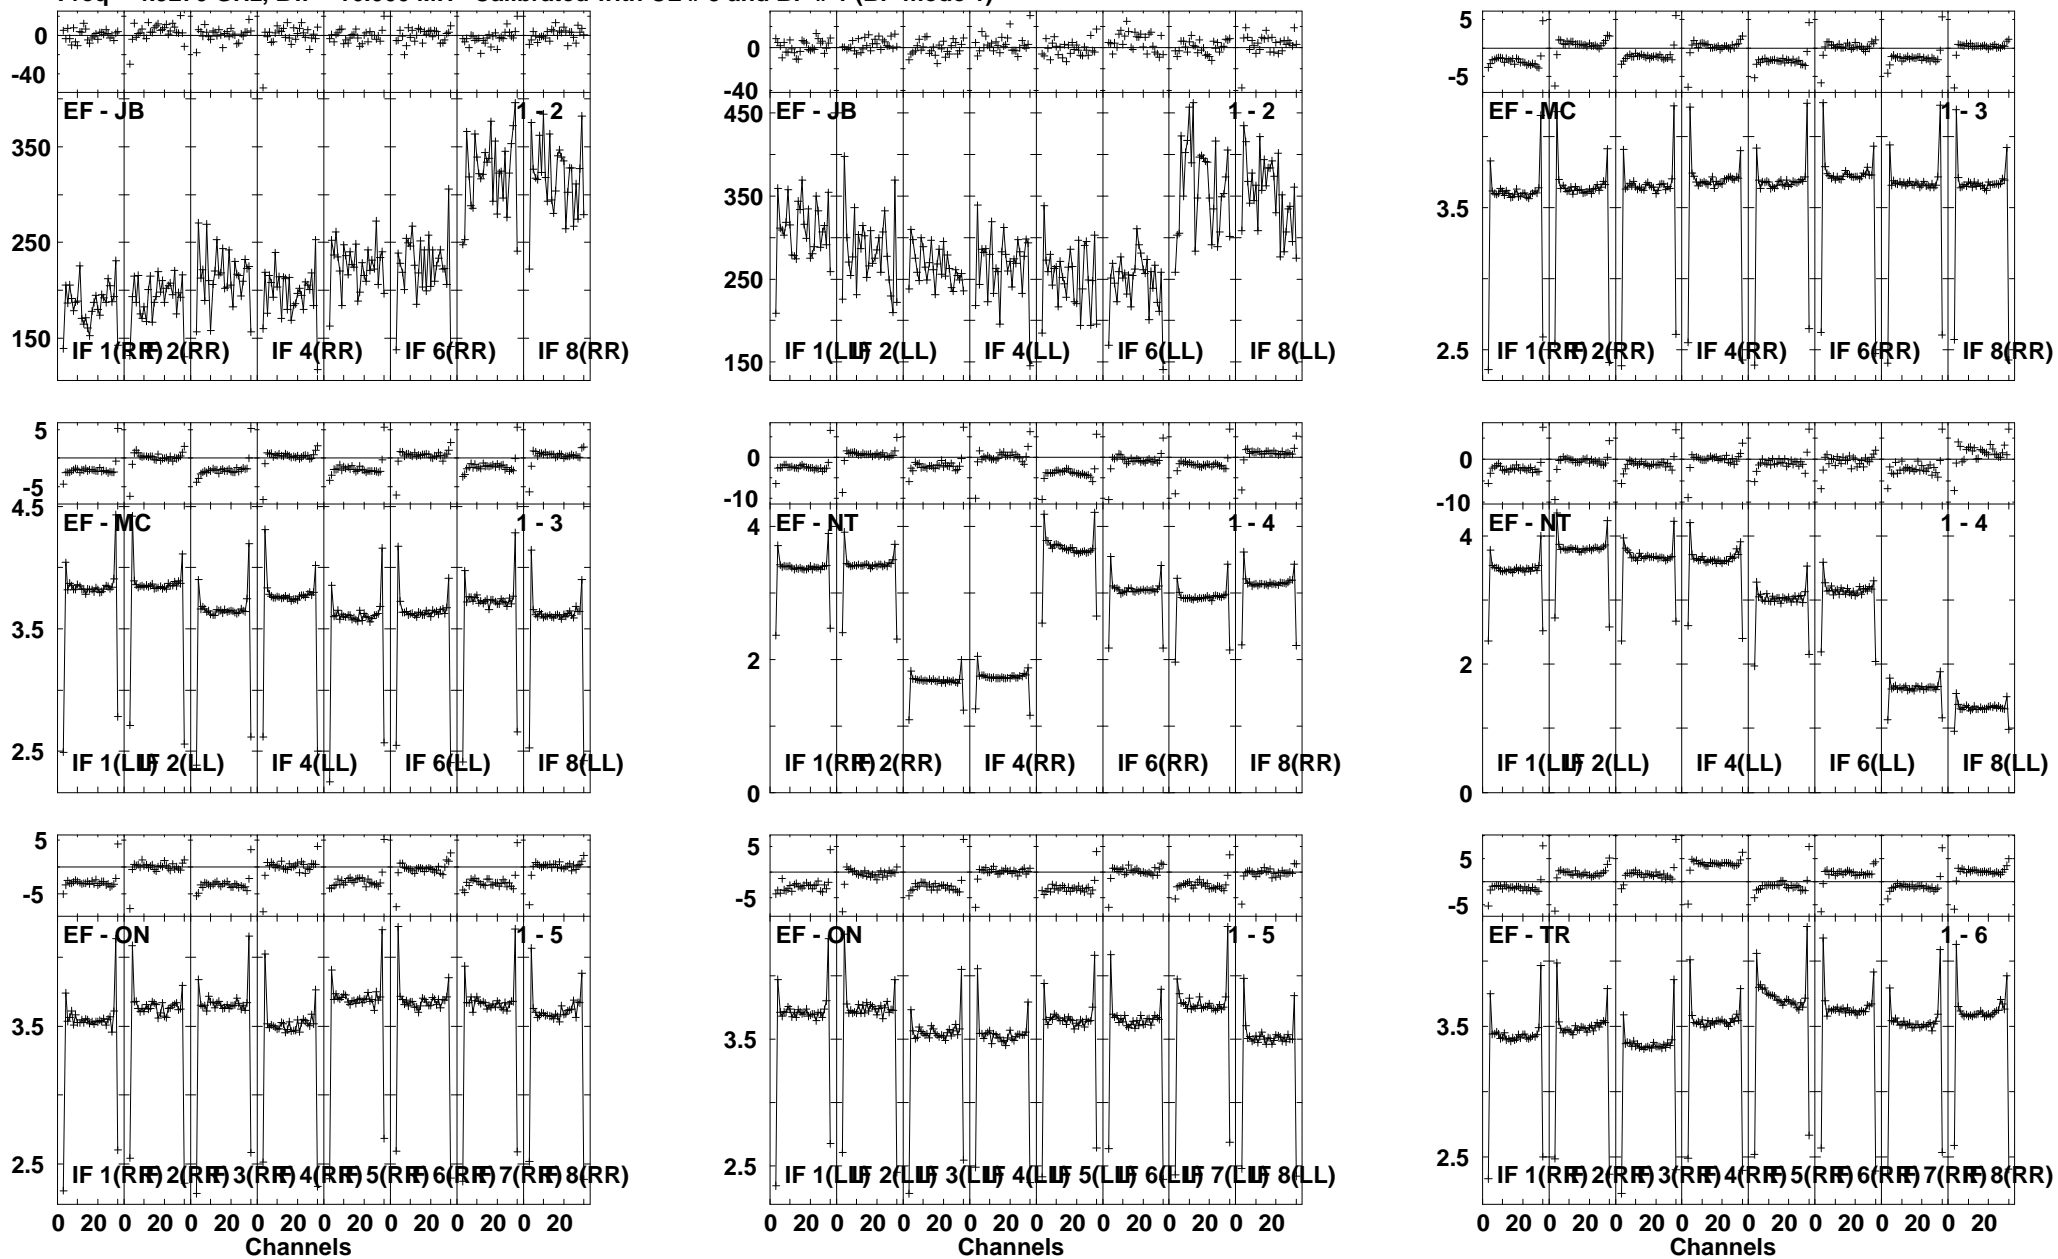 0
-40
EF - JB
1 - 2
350
250
150
IF 1(RR)
IF 2(RR)
IF 4(RR)
IF 6(RR)
IF 8(RR)
0
-40
EF - JB
1 - 2
450
350
250
150
IF 1(LL)
IF 2(LL)
IF 4(LL)
IF 6(LL)
IF 8(LL)
5
-5
EF - MC
1 - 3
3.5
2.5
IF 1(RR)
IF 2(RR)
IF 4(RR)
IF 6(RR)
IF 8(RR)
5
-5
4.5
EF - MC
1 - 3
3.5
2.5
IF 1(LL)
IF 2(LL)
IF 4(LL)
IF 6(LL)
IF 8(LL)
0
-10
EF - NT
1 - 4
4
2
0
IF 1(RR)
IF 2(RR)
IF 4(RR)
IF 6(RR)
IF 8(RR)
0
-10
EF - NT
1 - 4
4
2
0
IF 1(LL)
IF 2(LL)
IF 4(LL)
IF 6(LL)
IF 8(LL)
5
-5
EF - ON
1 - 5
3.5
2.5
IF 1(RR)
IF 2(RR)
IF 3(RR)
IF 4(RR)
IF 5(RR)
IF 6(RR)
IF 7(RR)
IF 8(RR)
0 20 0 20 0 20 0 20 0 20 0 20 0 20 0 20
Channels
5
-5
EF - ON
1 - 5
3.5
2.5
IF 1(LL)
IF 2(LL)
IF 3(LL)
IF 4(LL)
IF 5(LL)
IF 6(LL)
IF 7(LL)
IF 8(LL)
0 20 0 20 0 20 0 20 0 20 0 20 0 20 0 20
Channels
5
-5
EF - TR
1 - 6
3.5
2.5
IF 1(RR)
IF 2(RR)
IF 3(RR)
IF 4(RR)
IF 5(RR)
IF 6(RR)
IF 7(RR)
IF 8(RR)
0 20 0 20 0 20 0 20 0 20 0 20 0 20 0 20
Channels